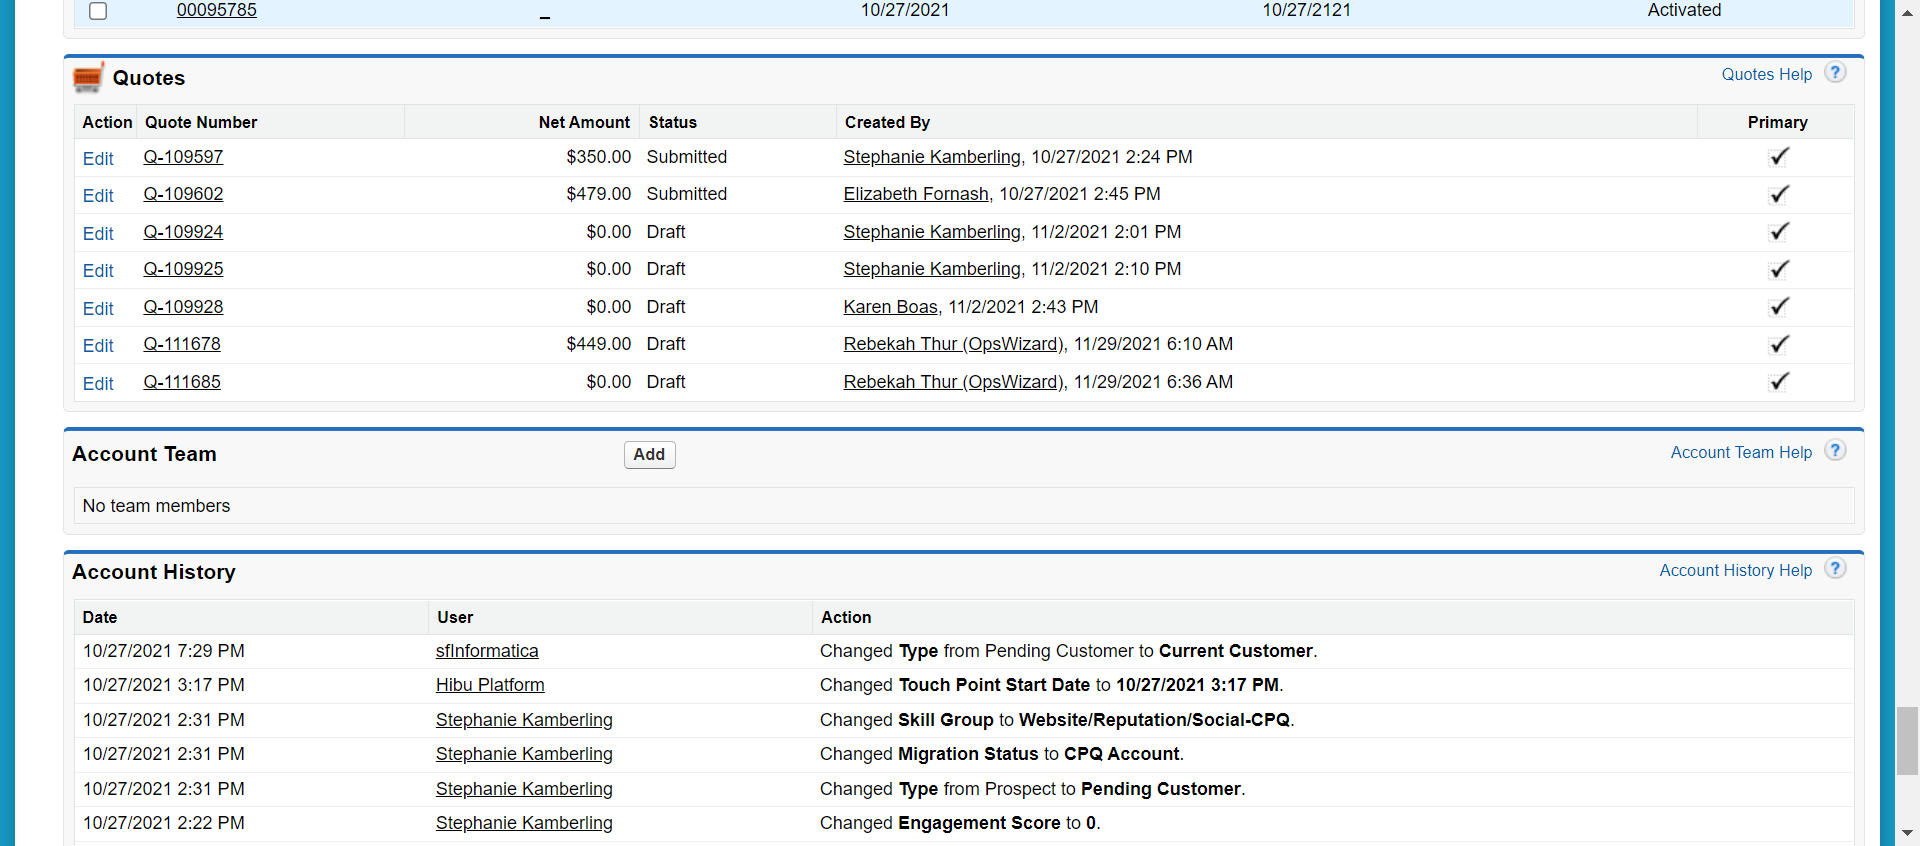 00095785 _ 10/27/2021 10/27/2121 Activated
Quotes Quotes Help ?
Action Quote Number Net Amount Status Created By Primary
Edit Q-109597 $350.00 Submitted Stephanie Kamberling, 10/27/2021 2:24 PM
Edit Q-109602 $479.00 Submitted Elizabeth Fornash, 10/27/2021 2:45 PM
Edit Q-109924 $0.00 Draft Stephanie Kamberling, 11/2/2021 2:01 PM
Edit Q-109925 $0.00 Draft Stephanie Kamberling, 11/2/2021 2:10 PM
Edit Q-109928 $0.00 Draft Karen Boas, 11/2/2021 2:43 PM
Edit Q-111678 $449.00 Draft Rebekah Thur (OpsWizard), 11/29/2021 6:10 AM
Edit Q-111685 $0.00 Draft Rebekah Thur (OpsWizard), 11/29/2021 6:36 AM
Account Team Add Account Team Help ?
No team members
Account History Account History Help ?
Date User Action
10/27/2021 7:29 PM sfInformatica Changed Type from Pending Customer to Current Customer.
10/27/2021 3:17 PM Hibu Platform Changed Touch Point Start Date to 10/27/2021 3:17 PM.
10/27/2021 2:31 PM Stephanie Kamberling Changed Skill Group to Website/Reputation/Social-CPQ.
10/27/2021 2:31 PM Stephanie Kamberling Changed Migration Status to CPQ Account.
10/27/2021 2:31 PM Stephanie Kamberling Changed Type from Prospect to Pending Customer.
10/27/2021 2:22 PM Stephanie Kamberling Changed Engagement Score to 0.